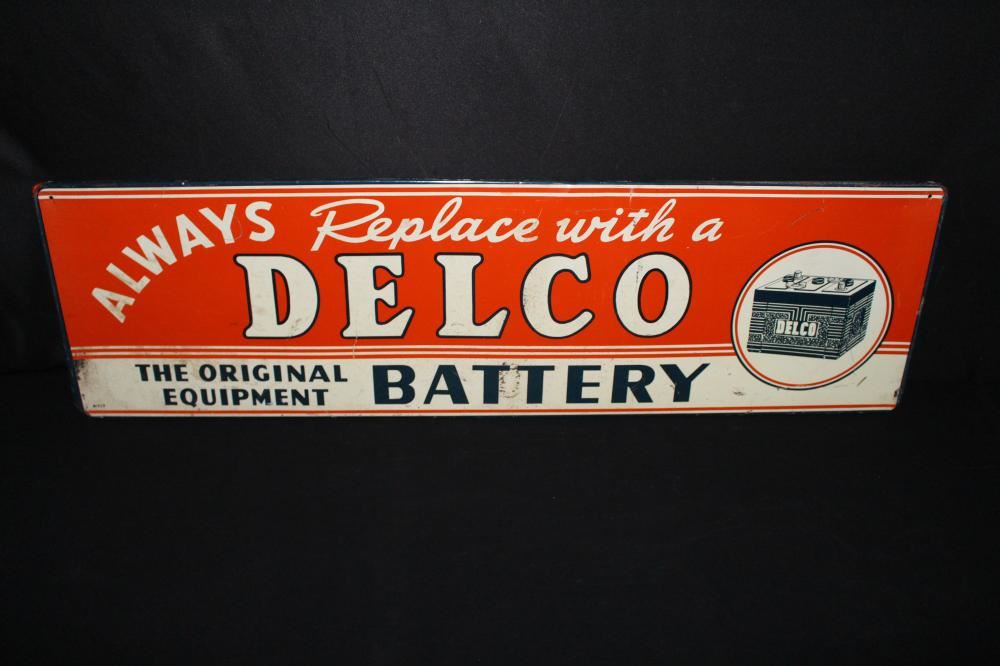 ALWAYS Replace with a
DELCO
DELCO
THE ORIGINAL
EQUIPMENT
BATTERY